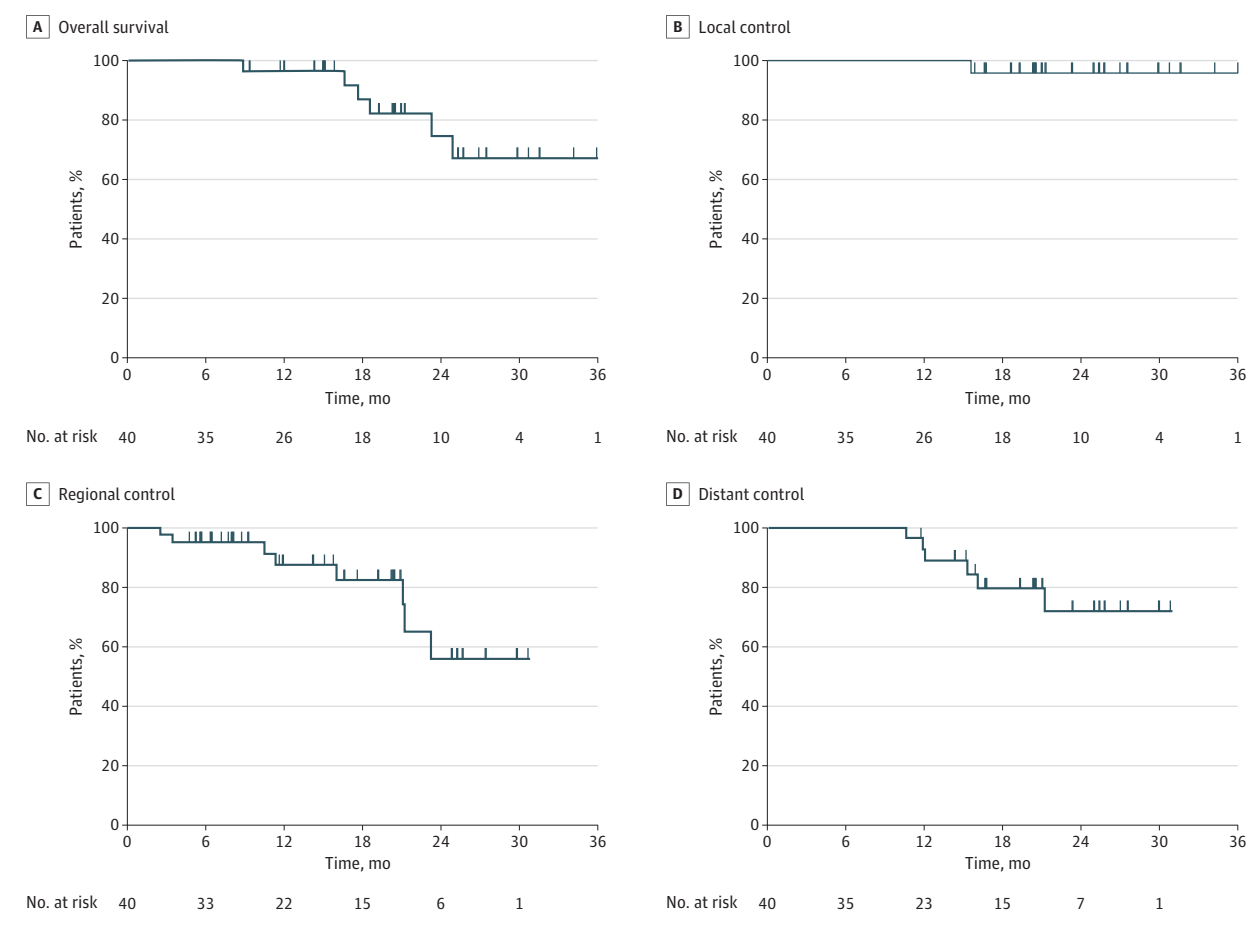 A Overall survival
100
80
60
40
20
0
Patients, %
0 6 12 18 24 30 36
Time, mo
No. at risk 40 35 26 18 10 4 1
B Local control
100
80
60
40
20
0
Patients, %
0 6 12 18 24 30 36
Time, mo
No. at risk 40 35 26 18 10 4 1
C Regional control
100
80
60
40
20
0
Patients, %
0 6 12 18 24 30 36
Time, mo
No. at risk 40 33 22 15 6 1
D Distant control
100
80
60
40
20
0
Patients, %
0 6 12 18 24 30 36
Time, mo
No. at risk 40 35 23 15 7 1